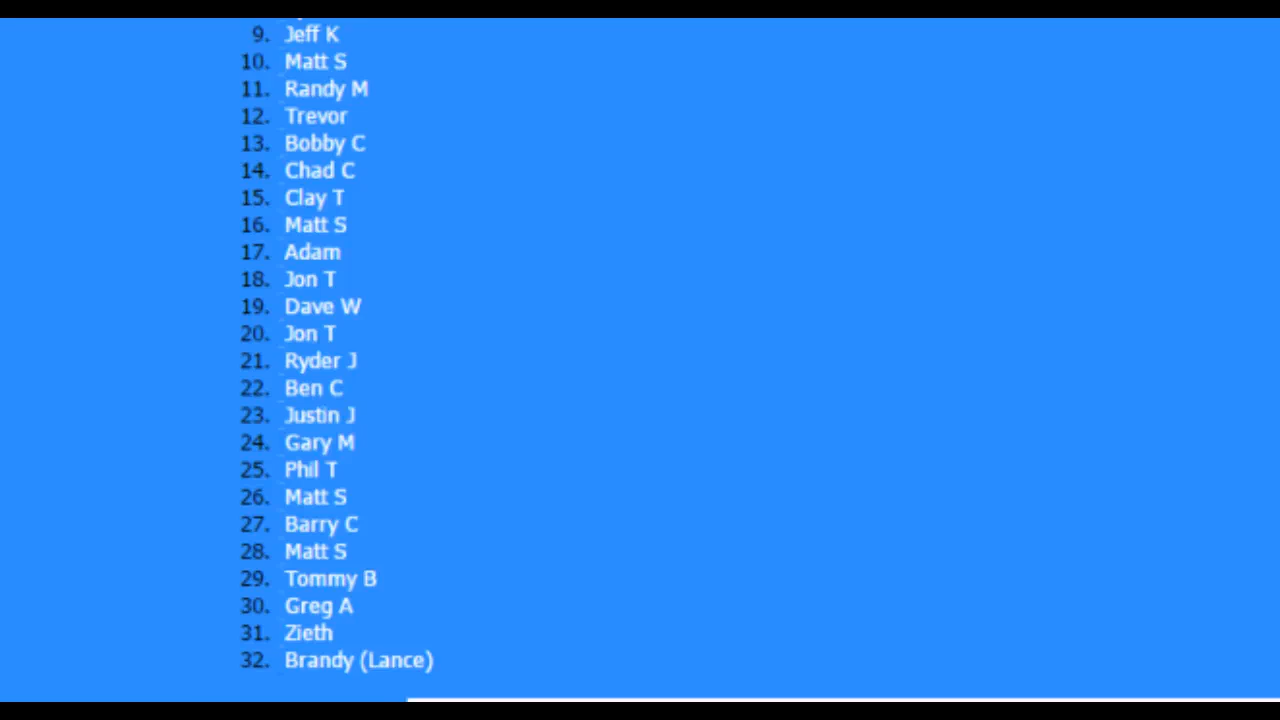 9. Jeff K
10. Matt S
11. Randy M
12. Trevor
13. Bobby C
14. Chad C
15. Clay T
16. Matt S
17. Adam
18. Jon T
19. Dave W
20. Jon T
21. Ryder J
22. Ben C
23. Justin J
24. Gary M
25. Phil T
26. Matt S
27. Barry C
28. Matt S
29. Tommy B
30. Greg A
31. Zieth
32. Brandy (Lance)